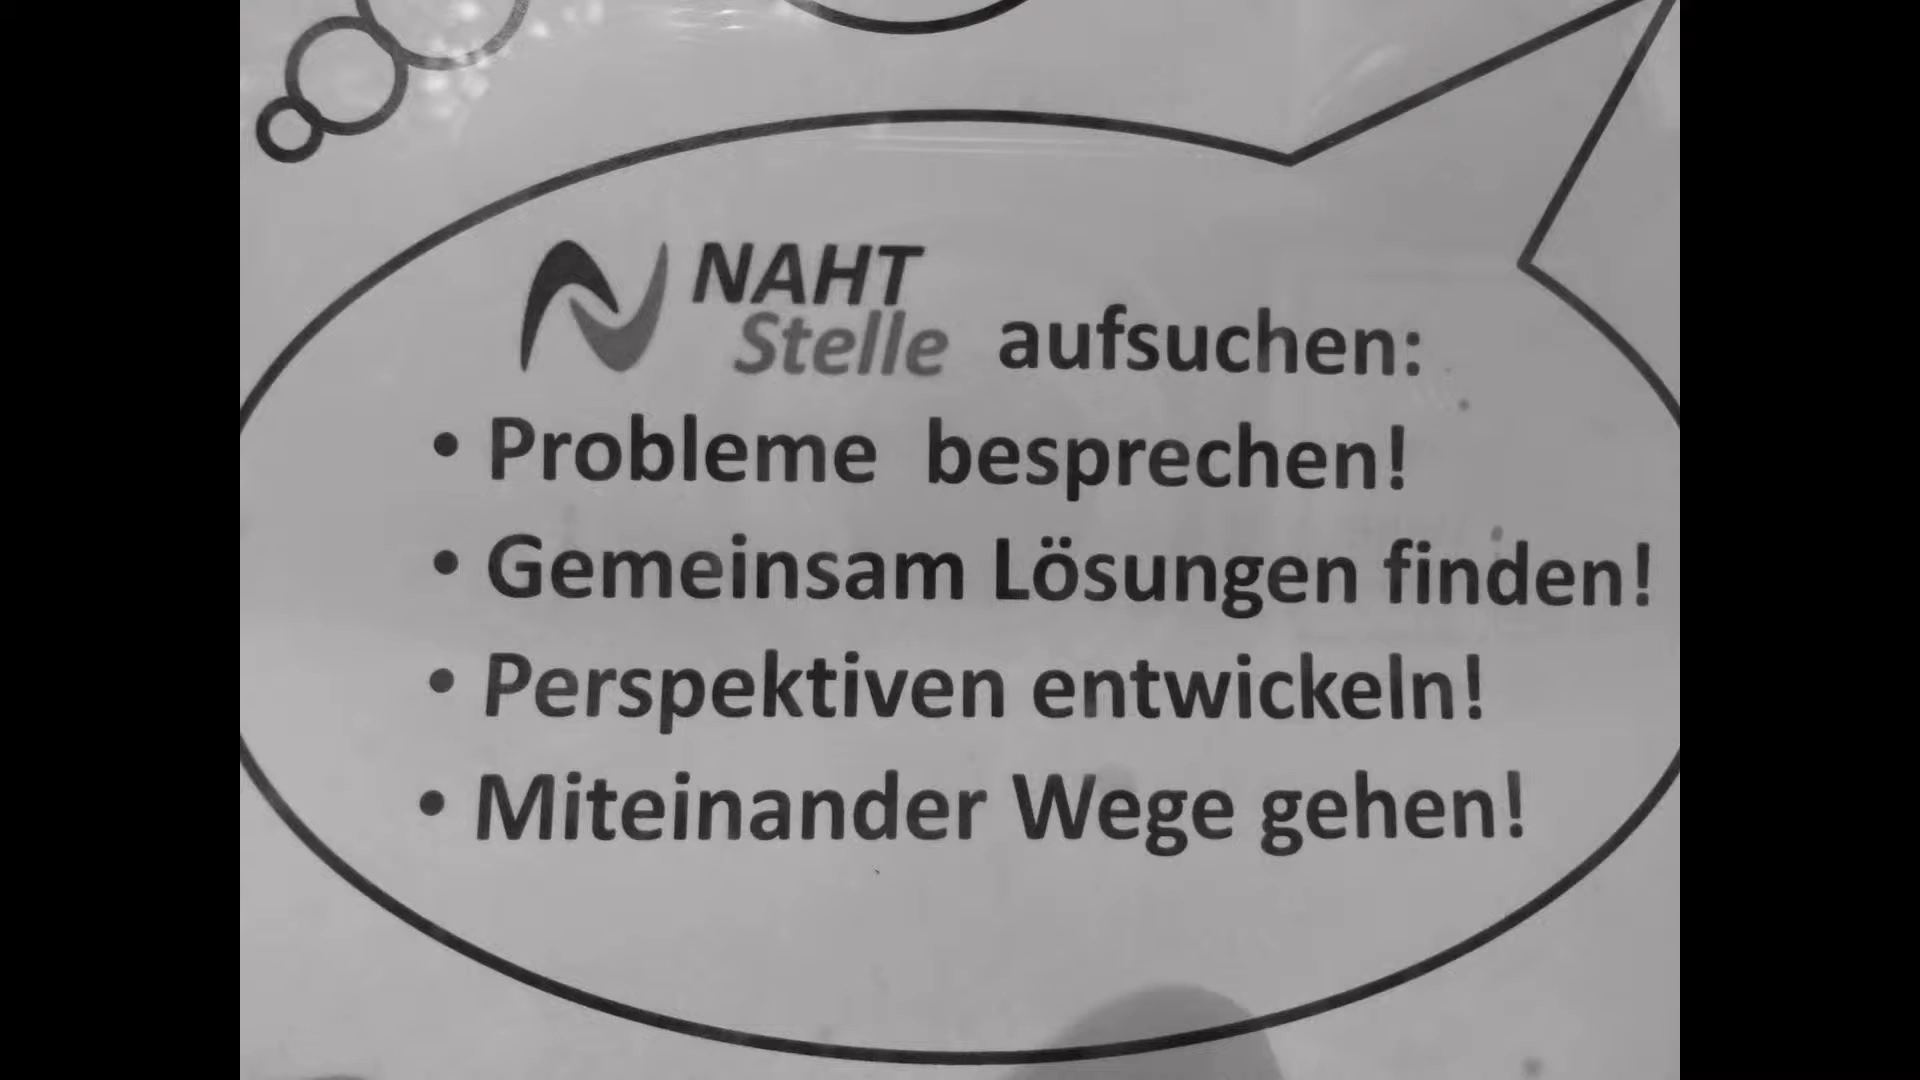 NAHT
Stelle aufsuchen:
• Probleme besprechen!
• Gemeinsam Lösungen finden!
• Perspektiven entwickeln!
• Miteinander Wege gehen!